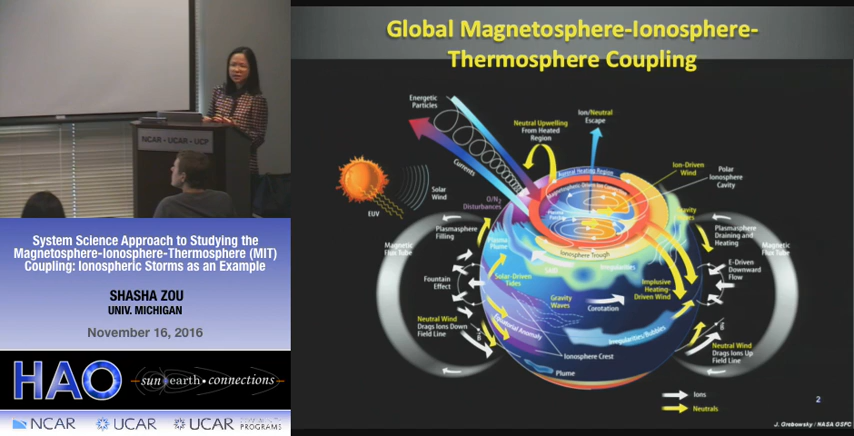 NCAR • UCAR • UCP
System Science Approach to Studying the
Magnetosphere-Ionosphere-Thermosphere (MIT)
Coupling: Ionospheric Storms as an Example
SHASHA ZOU
UNIV. MICHIGAN
November 16, 2016
HAO
sun earth • connections
NCAR
UCAR
UCAR PROGRAMS
Global Magnetosphere-Ionosphere-
Thermosphere Coupling
Energetic
Particles
Currents
Neutral Upwelling
From Heated
Region
Ion/Neutral
Escape
Ion-Driven
Wind
Polar
Ionosphere
Cavity
Auroral Heating Region
Solar
Wind
EUV
O/N2
Disturbances
Plasmasphere
Filling
Magnetic
Flux Tube
Plasma
Plume
Ionosphere Trough
SAID
Irregularities
Gravity
Waves
Plasmasphere
Draining and
Heating
Magnetic
Flux Tube
Fountain
Effect
Solar-Driven
Tides
Gravity
Waves
Corotation
Impulsive
Heating-
Driven Wind
E-Driven
Downward
Flow
Neutral Wind
Drags Ions Down
Field Line
Equatorial Anomaly
Irregularities/Bubbles
Ionosphere Crest
Plume
Neutral Wind
Drags Ions Up
Field Line
Ions
Neutrals
2
J. Grebowsky / NASA GSFC